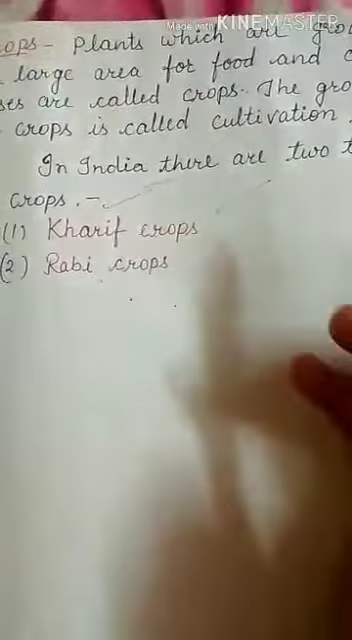 Made with KINEMASTER
ops - Plants which are grou
large area for food and
ses are called crops. The gro
crops is called cultivation.
In India there are two t
crops. -
(1) Kharif crops
(2) Rabi crops